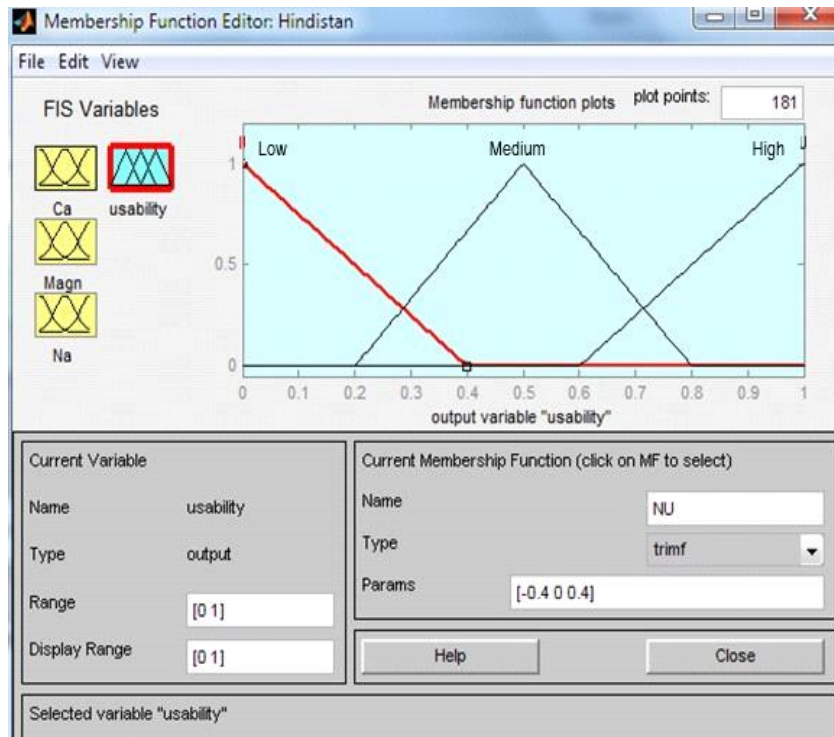 Membership Function Editor: Hindistan
File Edit View
FIS Variables
Membership function plots plot points: 181
Ca
usability
Magn
Na
Low Medium High
1
0.5
0
0 0.1 0.2 0.3 0.4 0.5 0.6 0.7 0.8 0.9 1
output variable "usability"
Current Variable
Name usability
Type output
Range [0 1]
Display Range [0 1]
Current Membership Function (click on MF to select)
Name NU
Type trimf
Params [-0.4 0 0.4]
Help Close
Selected variable "usability"